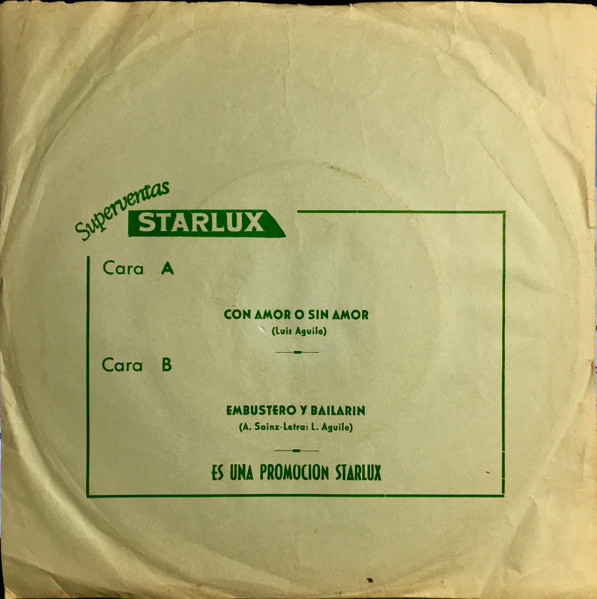 Superventas
STARLUX
Cara A
CON AMOR O SIN AMOR
(Luis Aguile)
Cara B
EMBUSTERO Y BAILARIN
(A. Sainz-Letra: L. Aguile)
ES UNA PROMOCION STARLUX